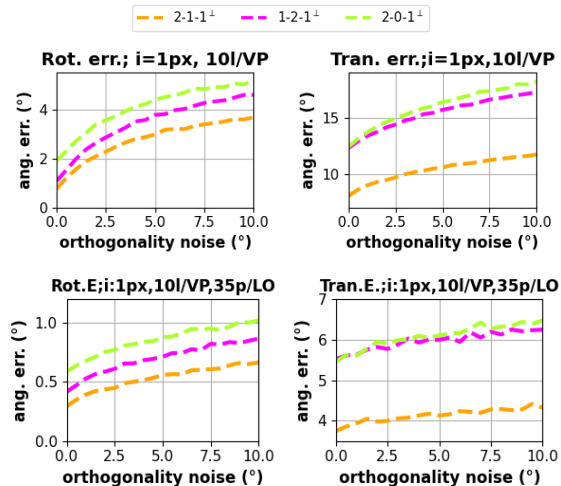 2-1-1⊥ 1-2-1⊥ 2-0-1⊥
Rot. err.; i=1px, 10l/VP
Tran. err.;i=1px,10l/VP
ang. err. (°)
4
2
0
0.0 2.5 5.0 7.5 10.0
orthogonality noise (°)
ang. err. (°)
15
10
0.0 2.5 5.0 7.5 10.0
orthogonality noise (°)
Rot.E;i:1px,10l/VP,35p/LO
Tran.E.;i:1px,10l/VP,35p/LO
ang. err. (°)
1.0
0.5
0.0
0.0 2.5 5.0 7.5 10.0
orthogonality noise (°)
ang. err. (°)
7
6
5
4
0.0 2.5 5.0 7.5 10.0
orthogonality noise (°)